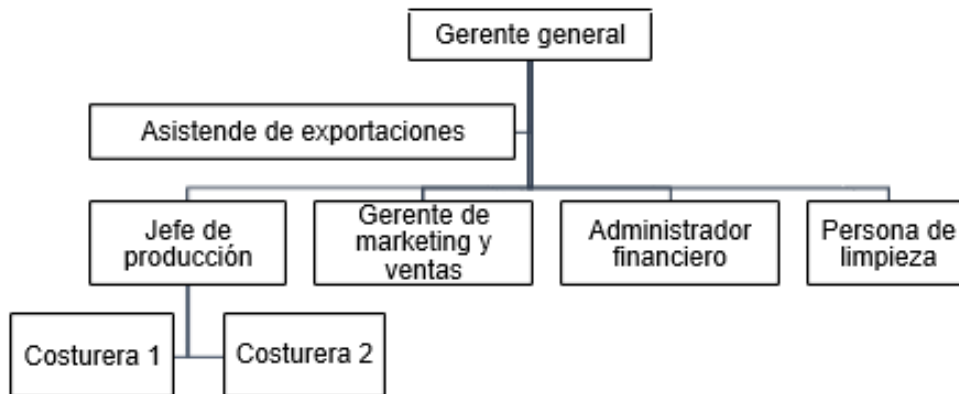 Gerente general
Asistende de exportaciones
Jefe de
producción
Gerente de
marketing y
ventas
Administrador
financiero
Persona de
limpieza
Costurera 1
Costurera 2